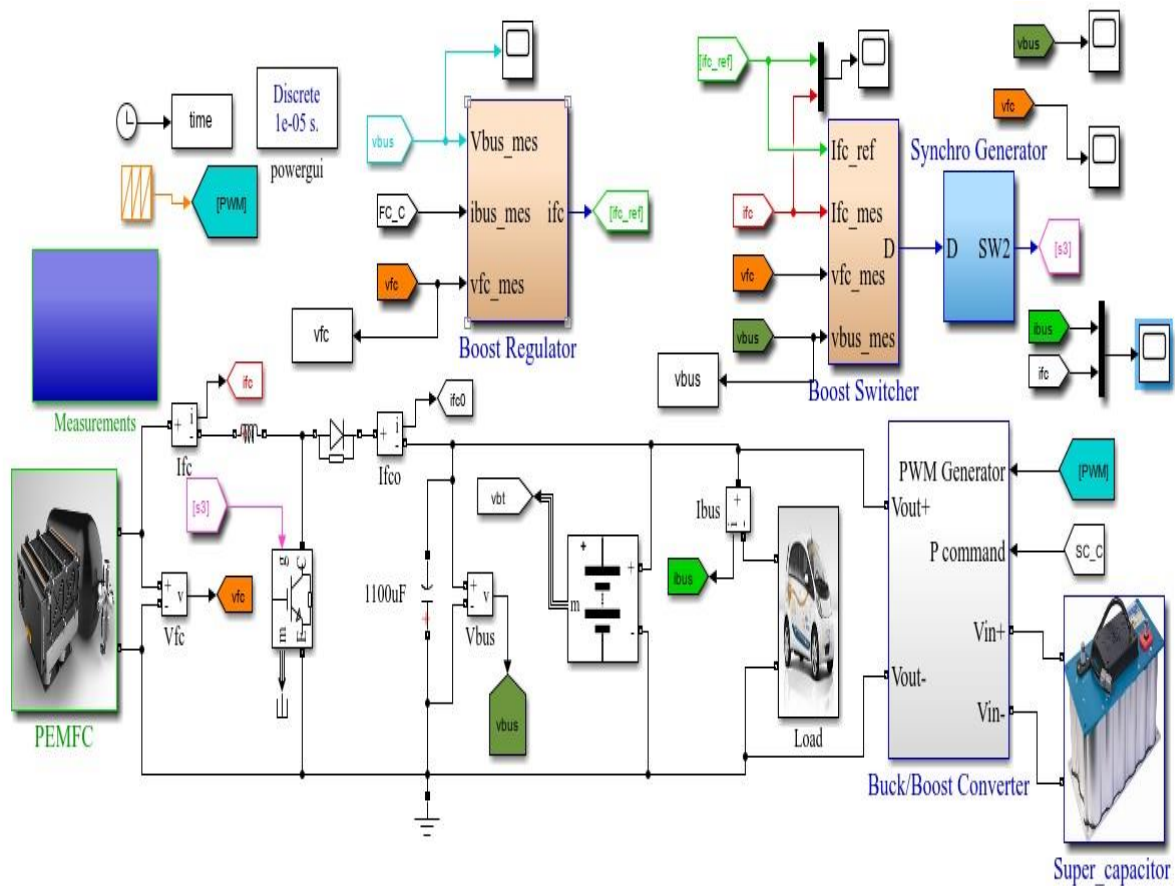 time
Discrete
1e-05 s.
powergui
[PWM]
vbus
FC_C
vfc
vfc
Vbus_mes
ibus_mes
ifc
vfc_mes
[ifc_ref]
Boost Regulator
[ifc_ref]
ifc
vfc
vbus
vbus
Ifc_ref
Ifc_mes
D
vfc_mes
vbus_mes
Boost Switcher
Synchro Generator
D
SW2
[s3]
vbus
vfc
ibus
ifc
Measurements
ifc
i
+
-
Ifc
ifc0
i
+
-
Ifco
[s3]
g
C
m
E
+
-
v
Vfc
vfc
PEMFC
1100uF
+
+
-
v
Vbus
vbus
vbt
m
+
+
-
Ibus
+
i
-
ibus
Load
PWM Generator
Vout+
P command
Vin+
Vout-
Vin-
Buck/Boost Converter
[PWM]
SC_C
Super_capacitor